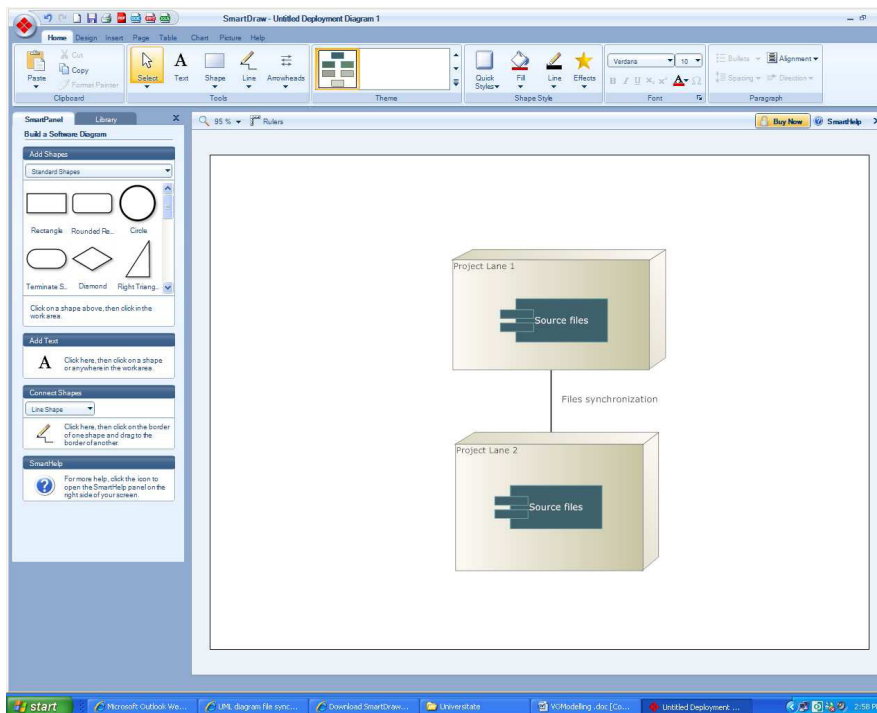 SmartDraw - Untitled Deployment Diagram 1
Home Design Insert Page Table Chart Picture Help
Paste
Cut
Copy
Format Painter
Clipboard
Select
Text
Shape
Line
Arrowheads
Tools
Theme
Quick Styles
Fill
Line
Effects
Shape Style
Verdana 10
B I U X, x² A Ω
Font
Bullets
Alignment
Spacing
Direction
Paragraph
SmartPanel Library X
95 % Rulers
Buy Now SmartHelp
Build a Software Diagram
Add Shapes
Standard Shapes
Rectangle Rounded Re... Circle
Terminate S... Diamond Right Triang...
Click on a shape above, then click in the
work area.
Add Text
A
Click here, then click on a shape
or anywhere in the work area.
Connect Shapes
Line Shape
Click here, then click on the border
of one shape and drag to the
border of another.
SmartHelp
For more help, click the icon to
open the SmartHelp panel on the
right side of your screen.
Project Lane 1
Source files
Files synchronization
Project Lane 2
Source files
start
Microsoft Outlook We...
UML diagram file sync...
Download SmartDraw...
Universitate
VOModelling .doc [Co...
Untitled Deployment ...
2:58 P